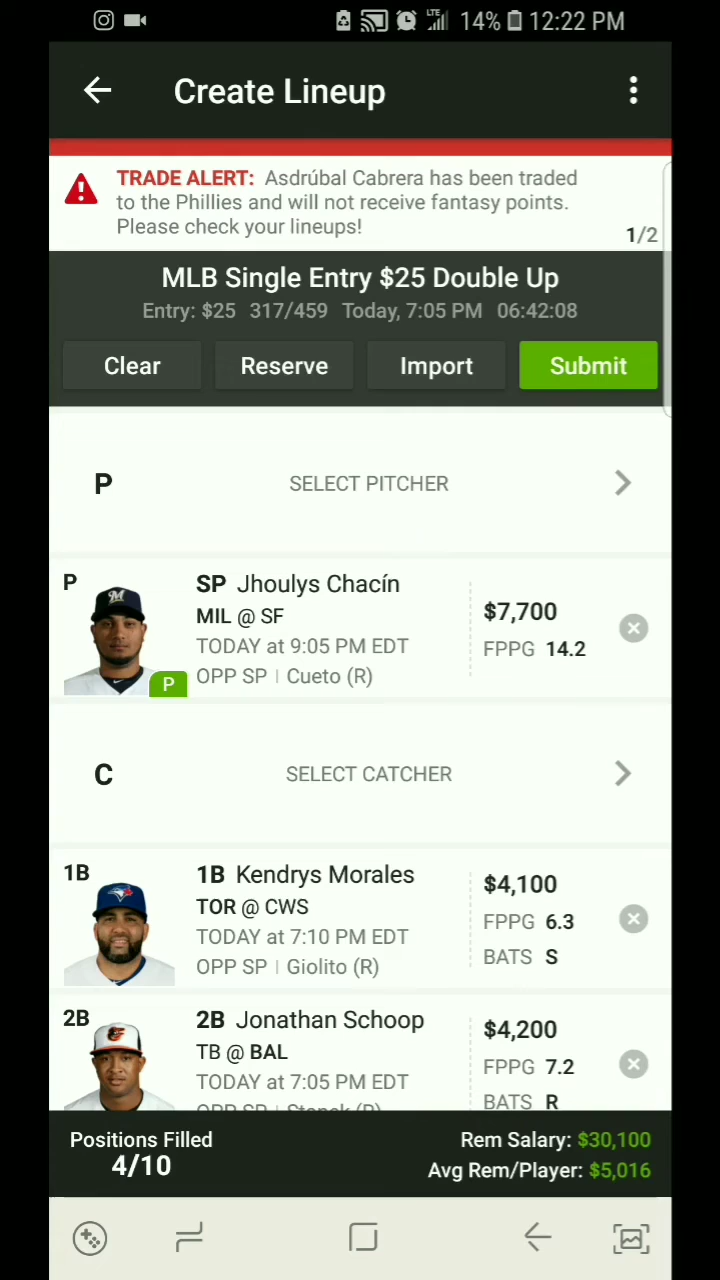 LTE 14% 12:22 PM
Create Lineup
TRADE ALERT: Asdrúbal Cabrera has been traded
to the Phillies and will not receive fantasy points.
Please check your lineups!
1/2
MLB Single Entry $25 Double Up
Entry: $25 317/459 Today, 7:05 PM 06:42:08
Clear Reserve Import Submit
P SELECT PITCHER
P SP Jhoulys Chacín
MIL @ SF $7,700
TODAY at 9:05 PM EDT FPPG 14.2
P OPP SP | Cueto (R)
C SELECT CATCHER
1B 1B Kendrys Morales $4,100
TOR @ CWS FPPG 6.3
TODAY at 7:10 PM EDT
OPP SP | Giolito (R) BATS S
2B 2B Jonathan Schoop $4,200
TB @ BAL FPPG 7.2
TODAY at 7:05 PM EDT
OPP SP | Stanek (R) BATS R
Positions Filled Rem Salary: $30,100
4/10 Avg Rem/Player: $5,016